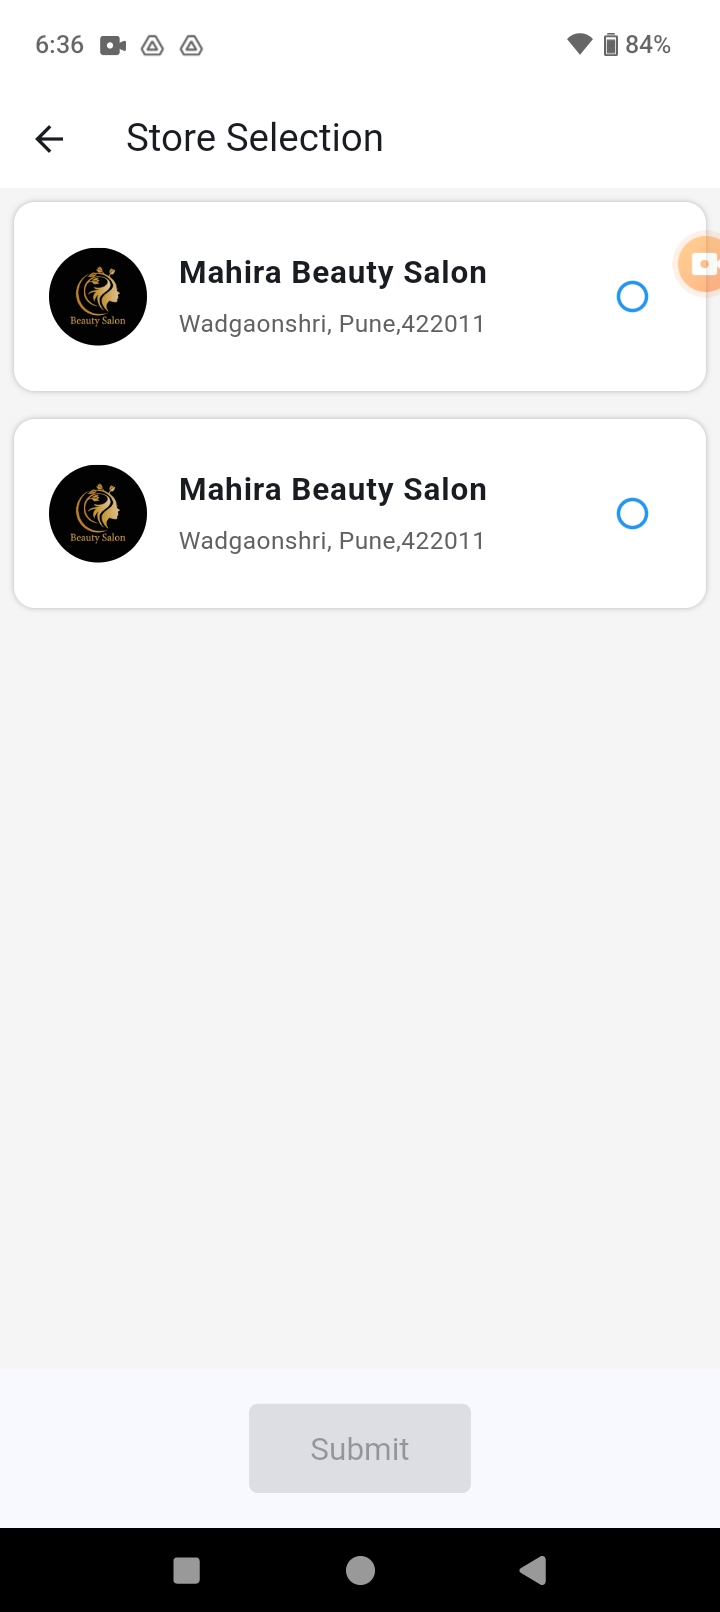 6:36
84%
Store Selection
Mahira Beauty Salon
Wadgaonshri, Pune,422011
Beauty Salon
Mahira Beauty Salon
Wadgaonshri, Pune,422011
Beauty Salon
Submit